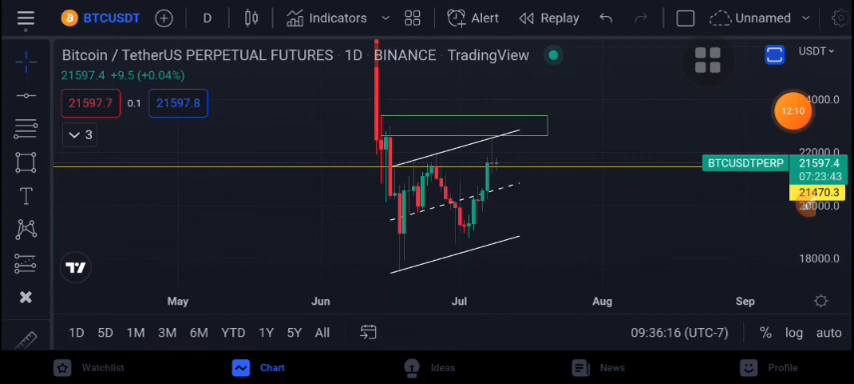 BTCUSDT D Indicators Alert Replay Unnamed
Bitcoin / TetherUS PERPETUAL FUTURES · 1D · BINANCE · TradingView
USDT
21597.4 +9.5 (+0.04%)
21597.7 0.1 21597.8
3
12:10
22000.0
BTCUSDTPERP 21597.4
07:23:43
21470.3
20000.0
18000.0
May Jun Jul Aug Sep
1D 5D 1M 3M 6M YTD 1Y 5Y All 09:36:16 (UTC-7) % log auto
Watchlist Chart Ideas News Profile